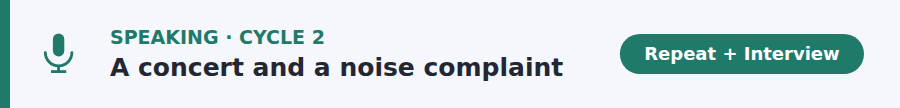 SPEAKING · CYCLE 2
A concert and a noise complaint
Repeat + Interview